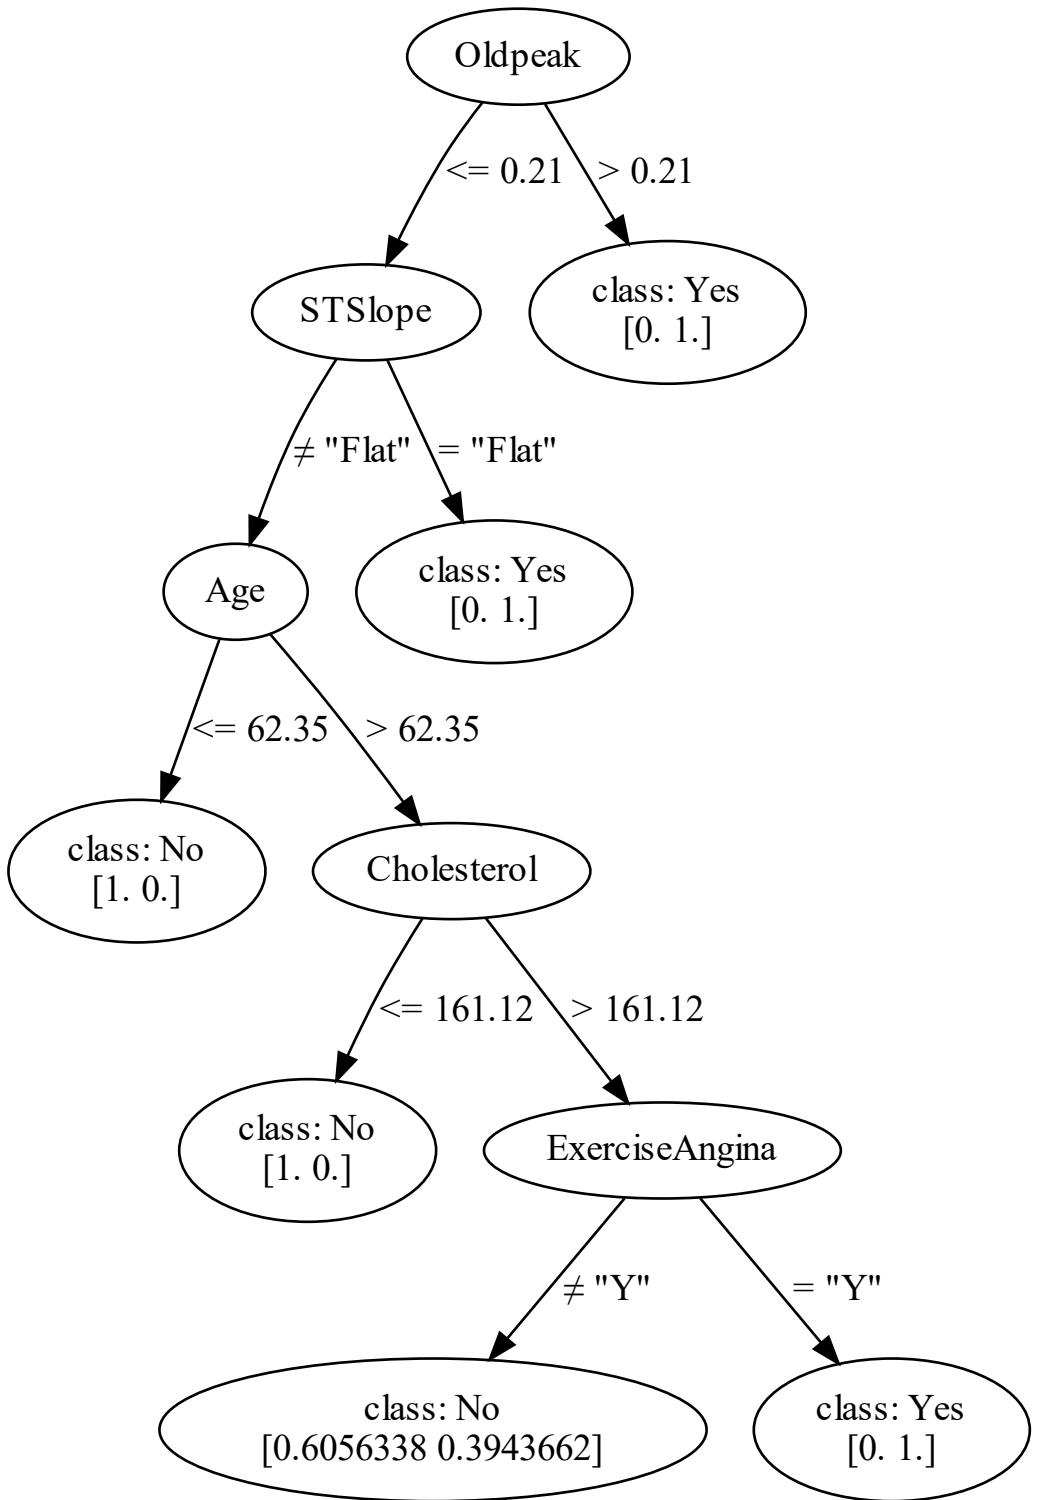 Oldpeak
<= 0.21
> 0.21
STSlope
class: Yes
[0. 1.]
≠ "Flat"
= "Flat"
Age
class: Yes
[0. 1.]
<= 62.35
> 62.35
class: No
[1. 0.]
Cholesterol
<= 161.12
> 161.12
class: No
[1. 0.]
ExerciseAngina
≠ "Y"
= "Y"
class: No
[0.6056338 0.3943662]
class: Yes
[0. 1.]